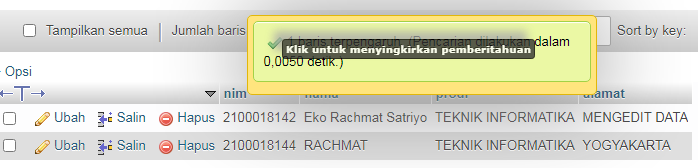 Tampilkan semua Jumlah baris Sort by key:
1 baris terpengaruh. (Pencarian dilakukan dalam
Klik untuk menyingkirkan pemberitahuan
0,0050 detik.)
Opsi
nim nama prodi alamat
Ubah Salin Hapus 2100018142 Eko Rachmat Satriyo TEKNIK INFORMATIKA MENGEDIT DATA
Ubah Salin Hapus 2100018144 RACHMAT TEKNIK INFORMATIKA YOGYAKARTA